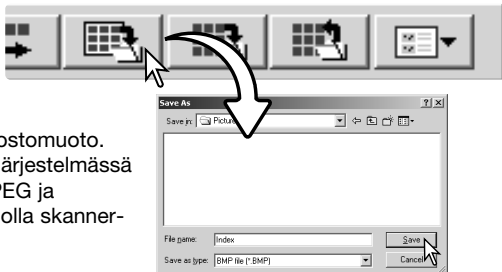 Save As
Save in: Picture
ostomuoto.
ärjestelmässä
PEG ja
olla skanner-
File name: Index Save
Save as type: BMP file (*.BMP) Cancel